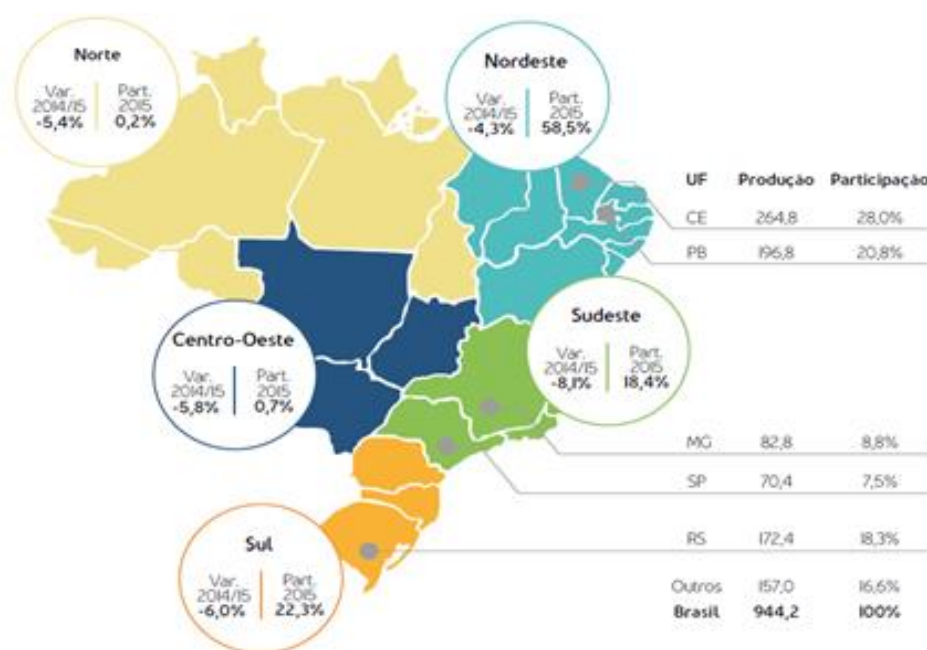 Norte
Var. 2014/15 Part. 2015
-5,4% 0,2%
Nordeste
Var. 2014/15 Part. 2015
-4,3% 58,5%
UF Produção Participação
CE 264,8 28,0%
PB 196,8 20,8%
Centro-Oeste
Var. 2014/15 Part. 2015
-5,8% 0,7%
Sudeste
Var. 2014/15 Part. 2015
-8,1% 18,4%
MG 82,8 8,8%
SP 70,4 7,5%
RS 172,4 18,3%
Sul
Var. 2014/15 Part. 2015
-6,0% 22,3%
Outros 157,0 16,6%
Brasil 944,2 100%